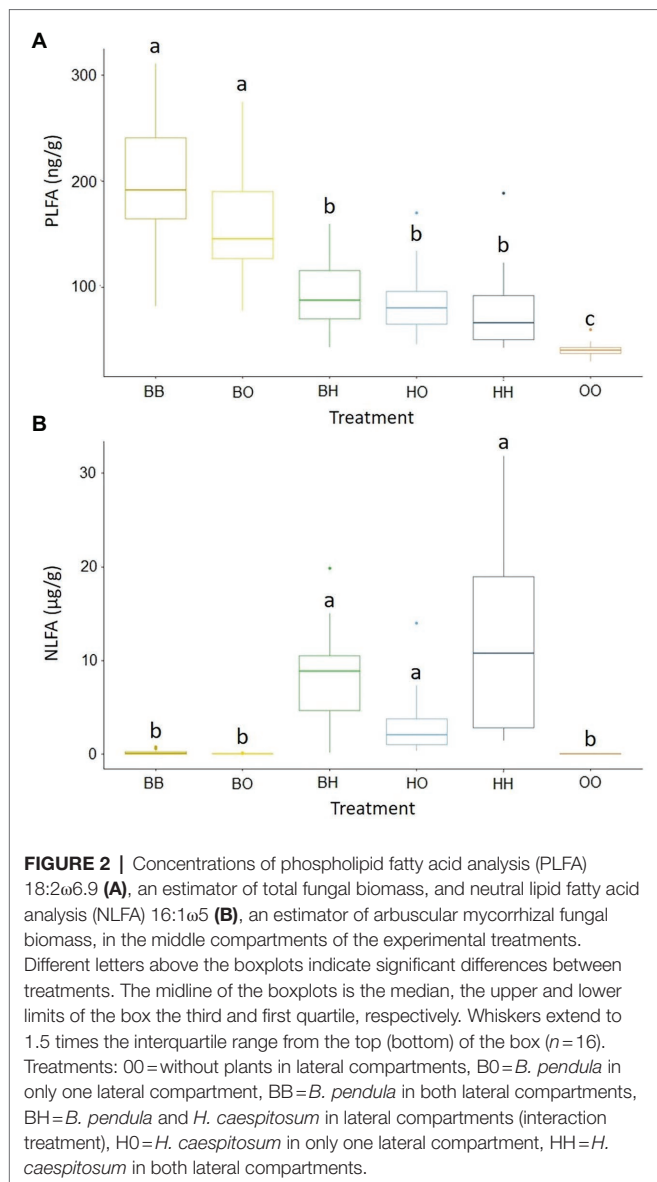 A
a
a
300
PLFA (ng/g)
200
b
b
b
100
c
BB BO BH HO HH OO
Treatment
B
a
30
NLFA (µg/g)
20
a
10
a
b b b
0
BB BO BH HO HH OO
Treatment
FIGURE 2 | Concentrations of phospholipid fatty acid analysis (PLFA)
18:2ω6.9 (A), an estimator of total fungal biomass, and neutral lipid fatty acid
analysis (NLFA) 16:1ω5 (B), an estimator of arbuscular mycorrhizal fungal
biomass, in the middle compartments of the experimental treatments.
Different letters above the boxplots indicate significant differences between
treatments. The midline of the boxplots is the median, the upper and lower
limits of the box the third and first quartile, respectively. Whiskers extend to
1.5 times the interquartile range from the top (bottom) of the box (n = 16).
Treatments: 00 = without plants in lateral compartments, B0 = B. pendula in
only one lateral compartment, BB = B. pendula in both lateral compartments,
BH = B. pendula and H. caespitosum in lateral compartments (interaction
treatment), H0 = H. caespitosum in only one lateral compartment, HH = H.
caespitosum in both lateral compartments.